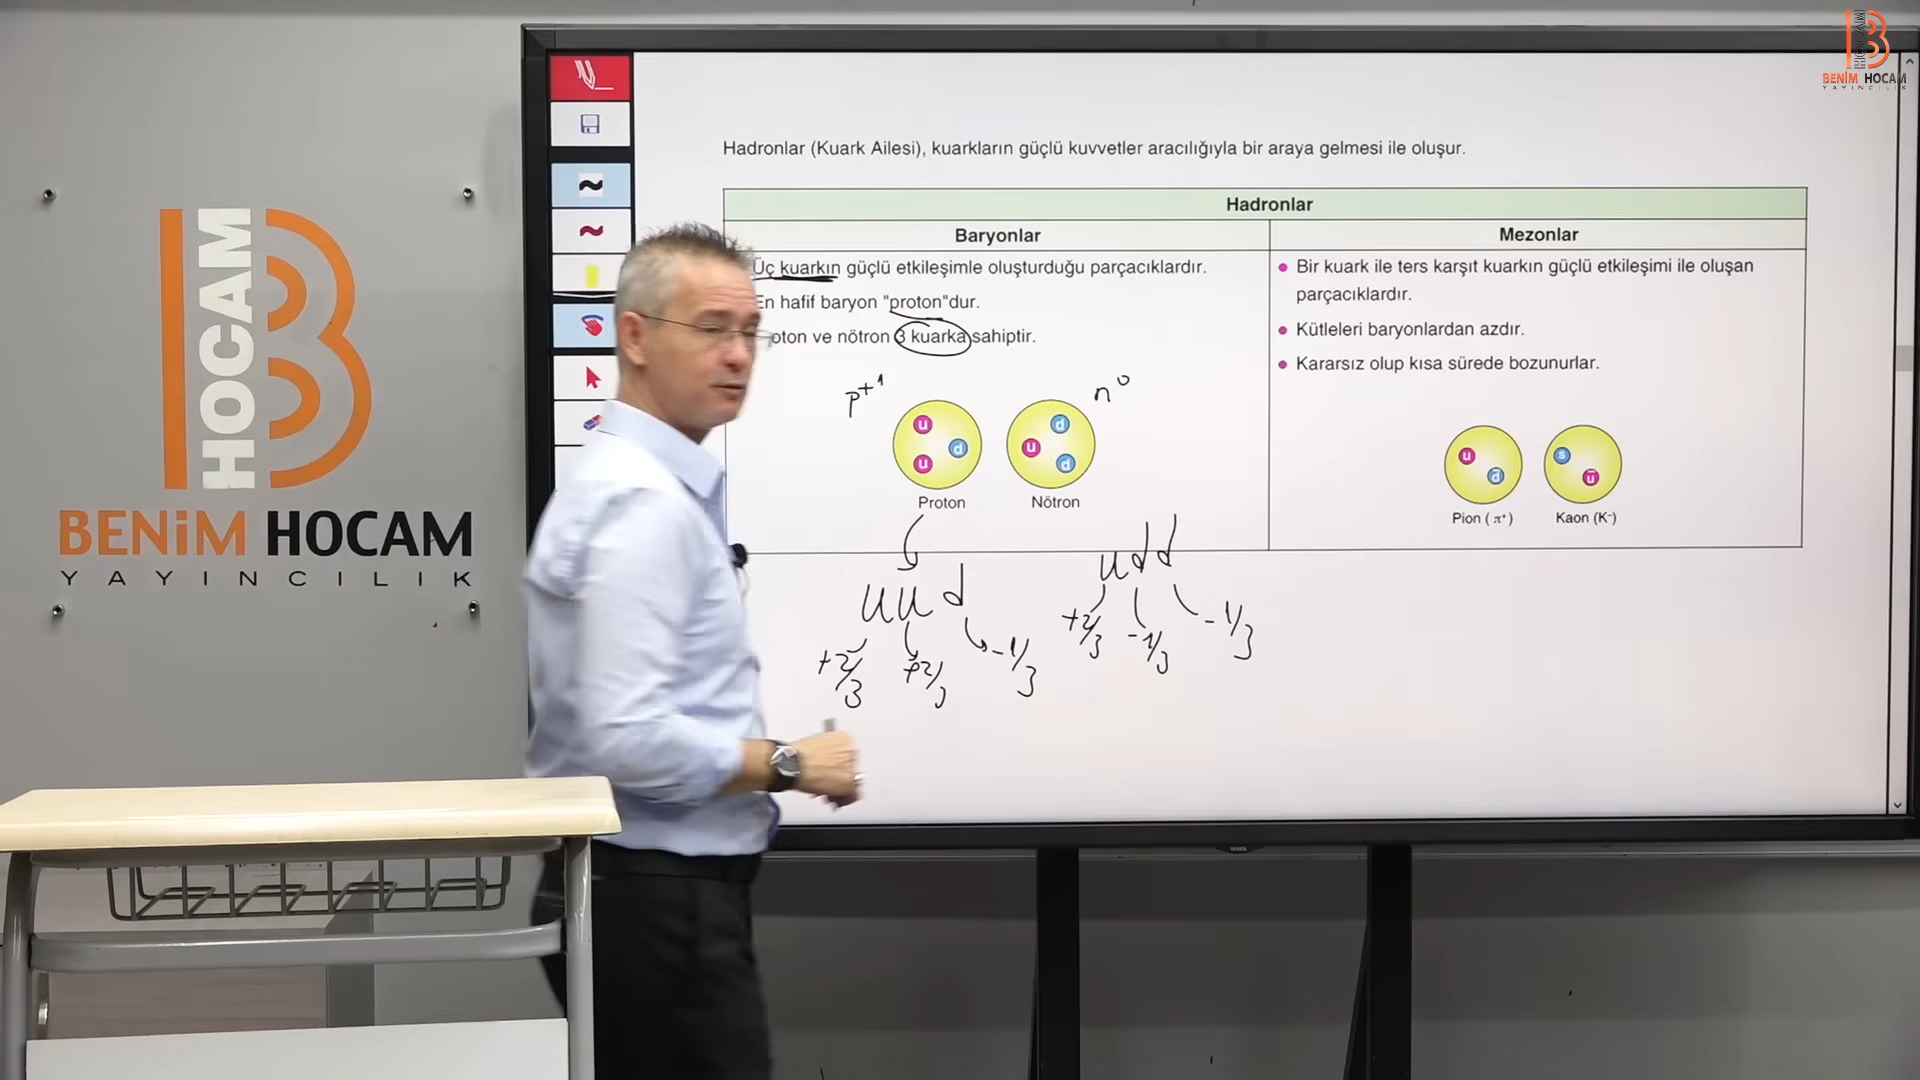 BENİM HOCAM
YAYINCILIK
HOCAM
BENİM HOCAM
YAYINCILIK
Hadronlar (Kuark Ailesi), kuarkların güçlü kuvvetler aracılığıyla bir araya gelmesi ile oluşur.
Hadronlar
Baryonlar
Üç kuarkın güçlü etkileşimle oluşturduğu parçacıklardır.
En hafif baryon "proton"dur.
oton ve nötron 3 kuarka sahiptir.
p+1
n0
u
d
u
d
u
d
Proton
Nötron
u u d
+2/3 +2/3 -1/3
u d d
+2/3 -1/3 -1/3
Mezonlar
Bir kuark ile ters karşıt kuarkın güçlü etkileşimi ile oluşan
parçacıklardır.
Kütleleri baryonlardan azdır.
Kararsız olup kısa sürede bozunurlar.
u
d̄
s
ū
Pion (π⁺)
Kaon (K⁻)